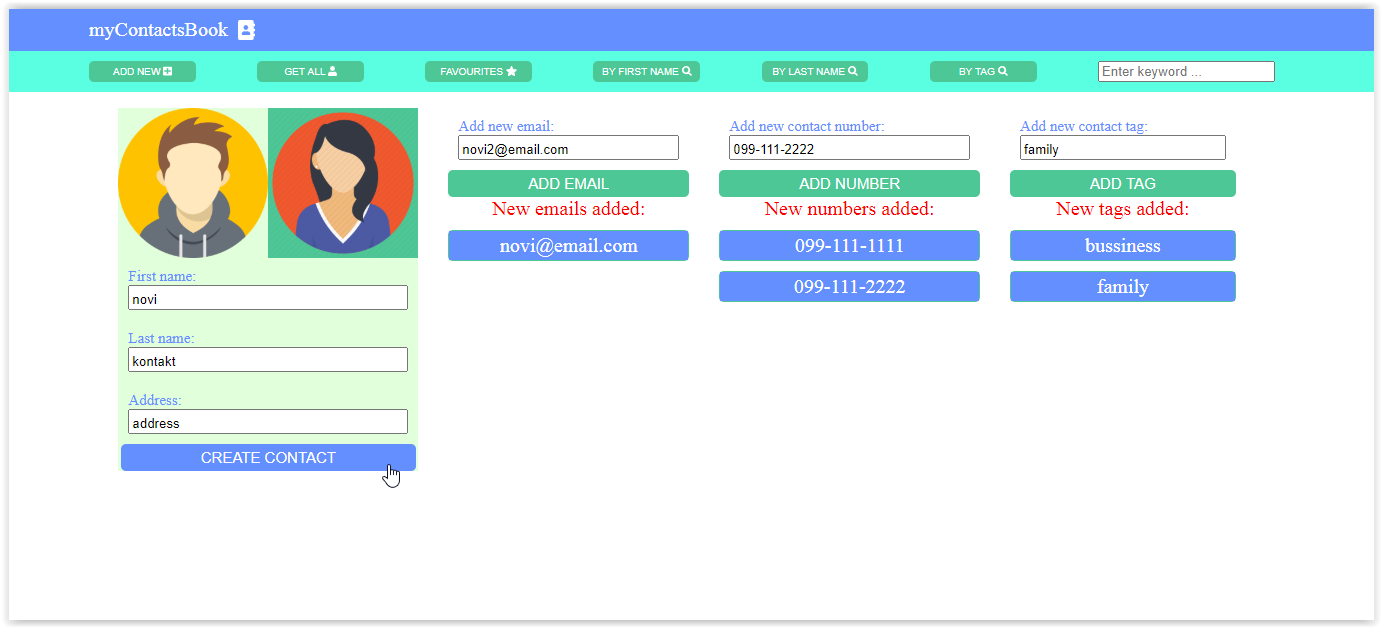 myContactsBook
ADD NEW GET ALL FAVOURITES BY FIRST NAME BY LAST NAME BY TAG Enter keyword ...
First name:
novi
Last name:
kontakt
Address:
address
CREATE CONTACT
Add new email:
novi2@email.com
ADD EMAIL
New emails added:
novi@email.com
Add new contact number:
099-111-2222
ADD NUMBER
New numbers added:
099-111-1111
099-111-2222
Add new contact tag:
family
ADD TAG
New tags added:
bussiness
family